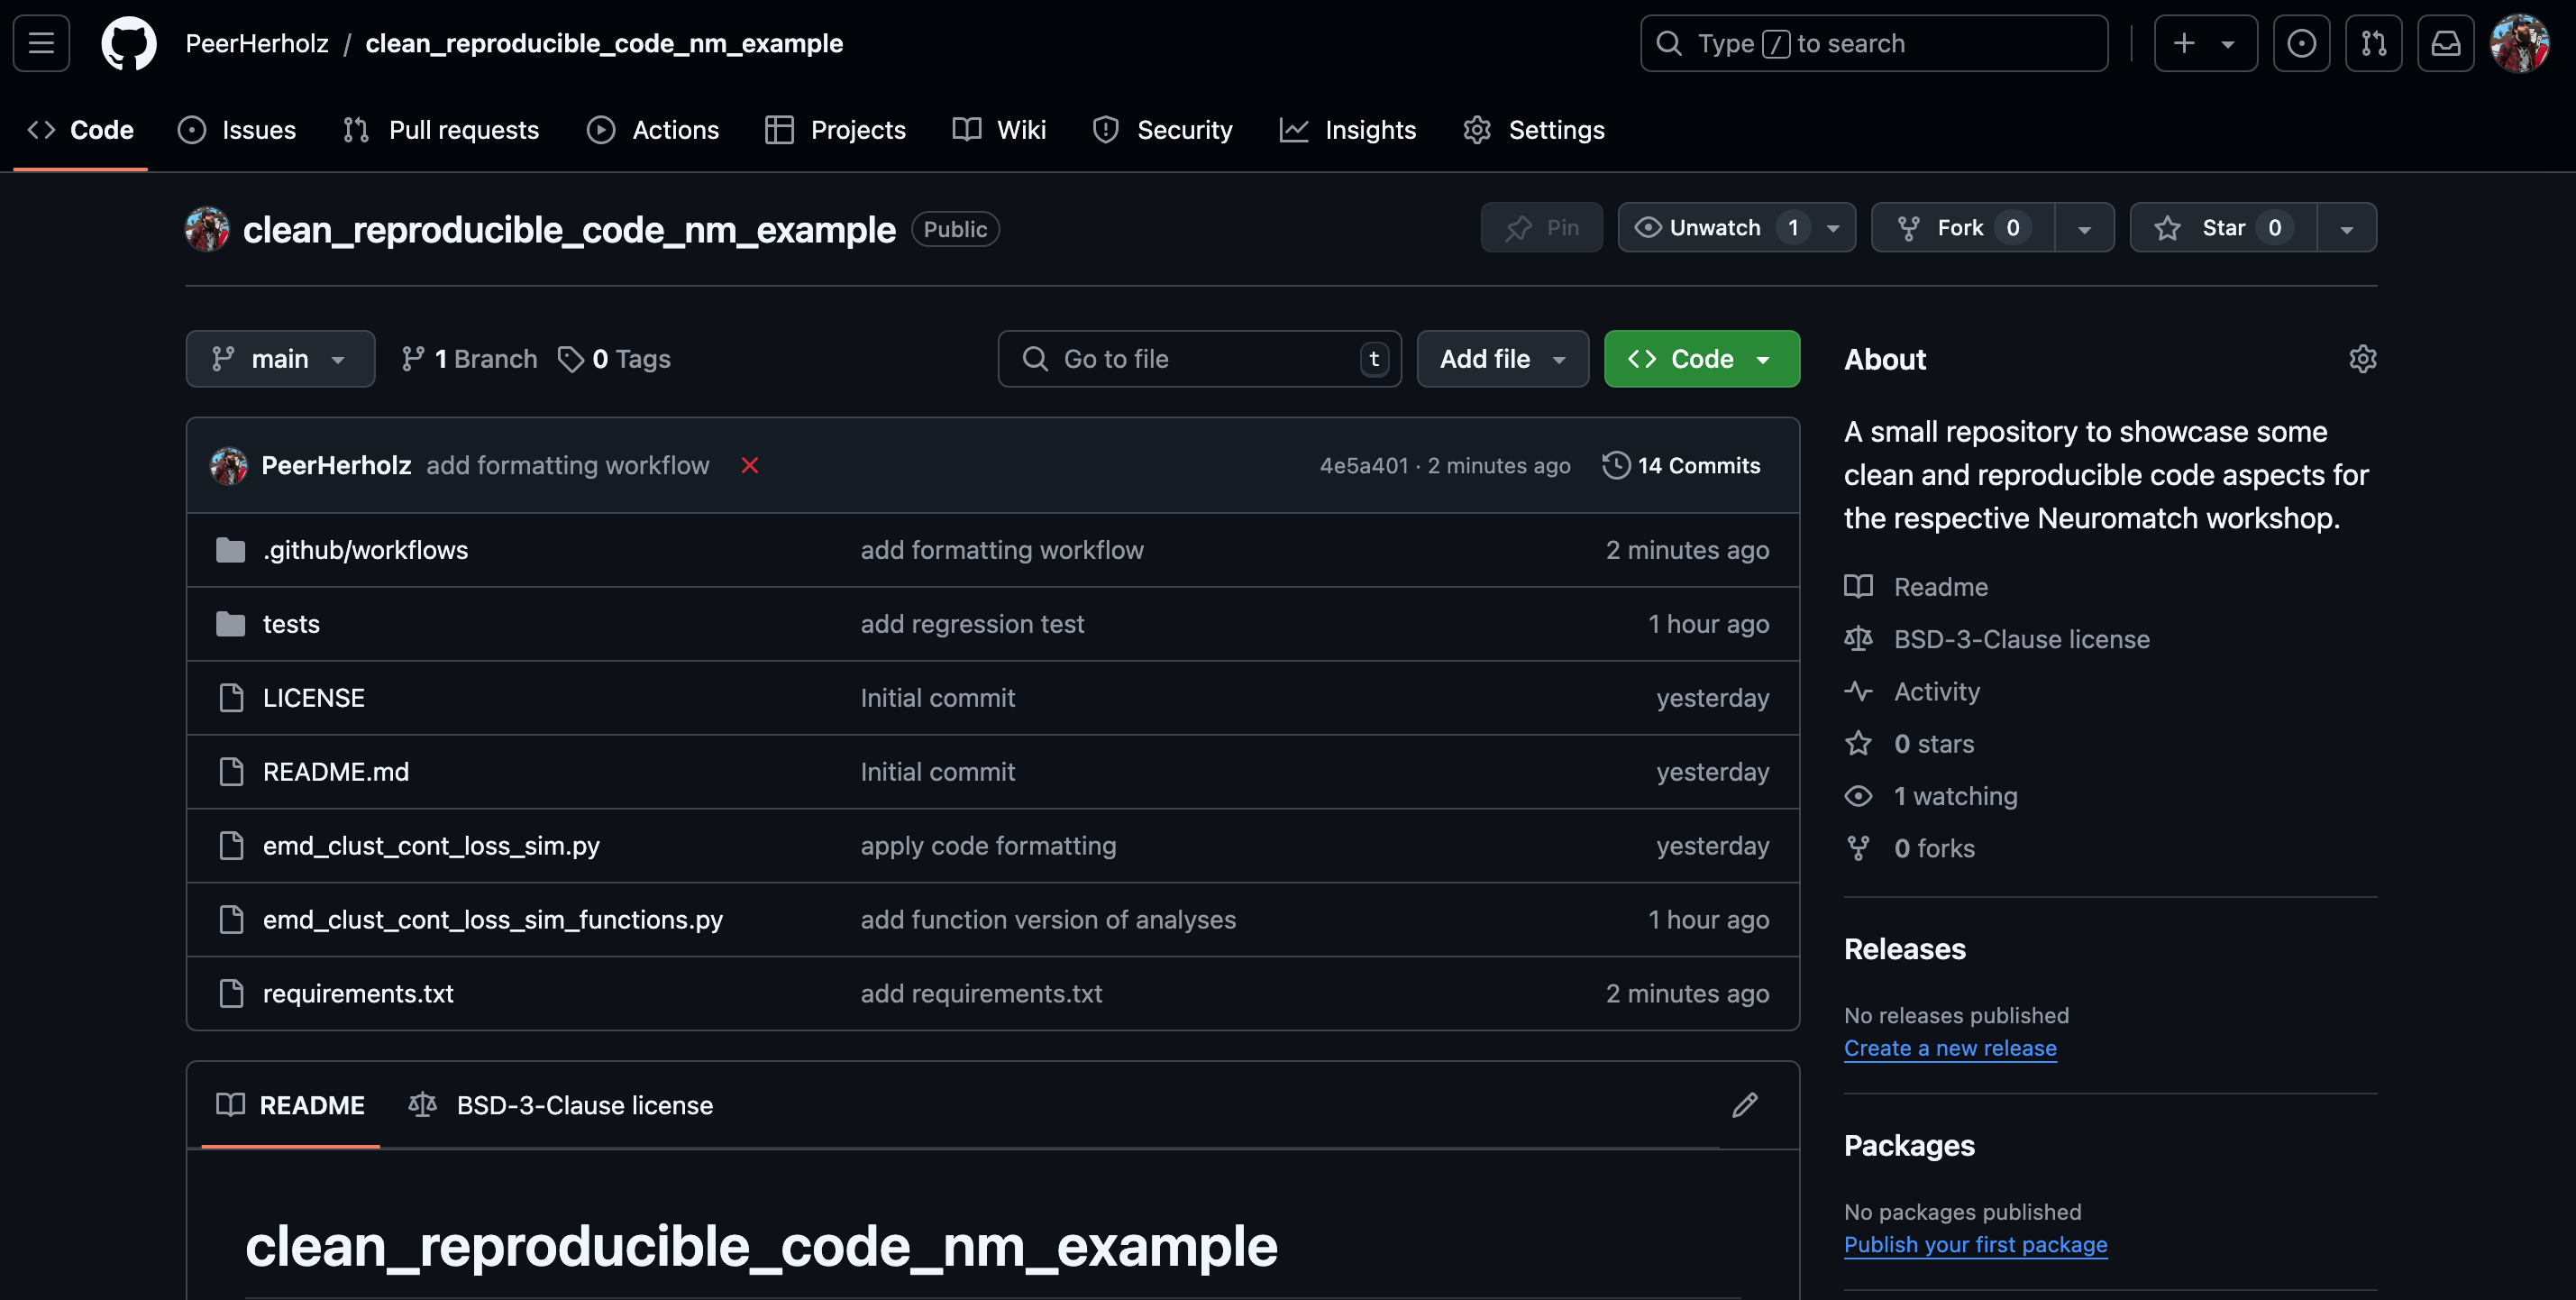 PeerHerholz / clean_reproducible_code_nm_example
Type / to search
Code Issues Pull requests Actions Projects Wiki Security Insights Settings
clean_reproducible_code_nm_example Public
Pin Unwatch 1 Fork 0 Star 0
main 1 Branch 0 Tags Go to file t Add file Code
PeerHerholz add formatting workflow 4e5a401 · 2 minutes ago 14 Commits
.github/workflows add formatting workflow 2 minutes ago
tests add regression test 1 hour ago
LICENSE Initial commit yesterday
README.md Initial commit yesterday
emd_clust_cont_loss_sim.py apply code formatting yesterday
emd_clust_cont_loss_sim_functions.py add function version of analyses 1 hour ago
requirements.txt add requirements.txt 2 minutes ago
README BSD-3-Clause license
clean_reproducible_code_nm_example
About
A small repository to showcase some
clean and reproducible code aspects for
the respective Neuromatch workshop.
Readme
BSD-3-Clause license
Activity
0 stars
1 watching
0 forks
Releases
No releases published
Create a new release
Packages
No packages published
Publish your first package